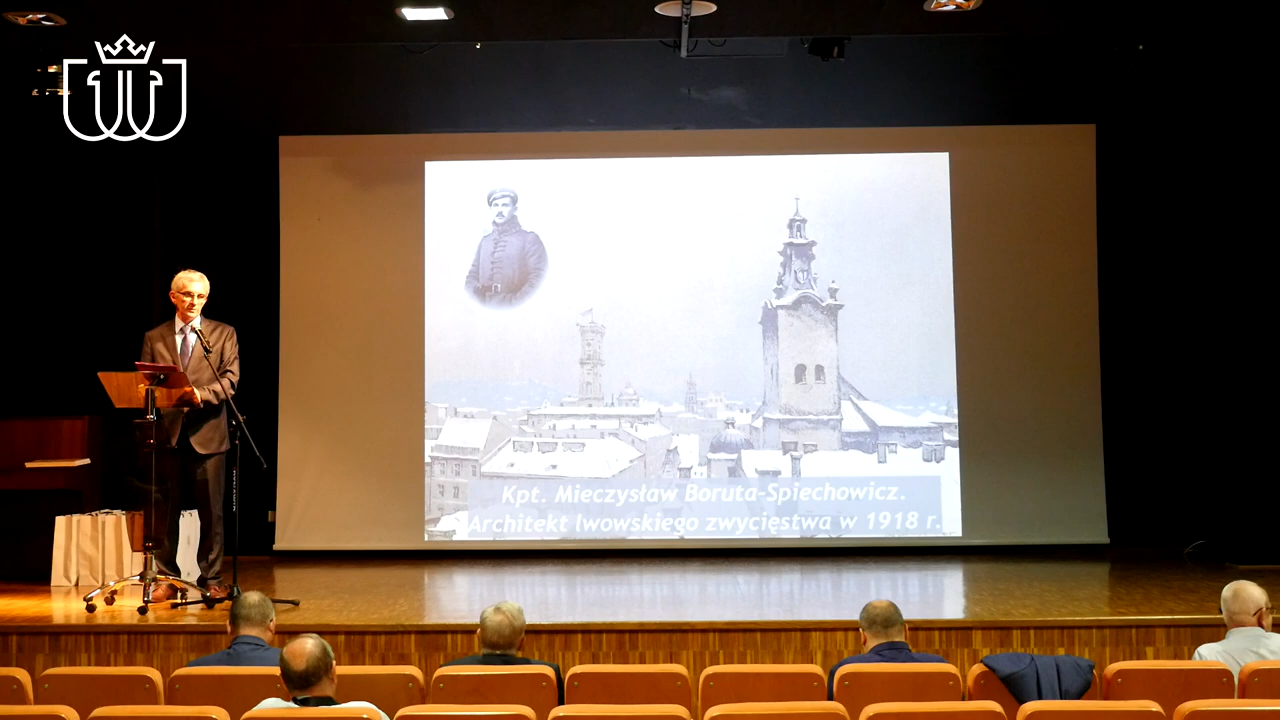 Kpt. Mieczysław Boruta-Spiechowicz.
Architekt lwowskiego zwycięstwa w 1918 r.